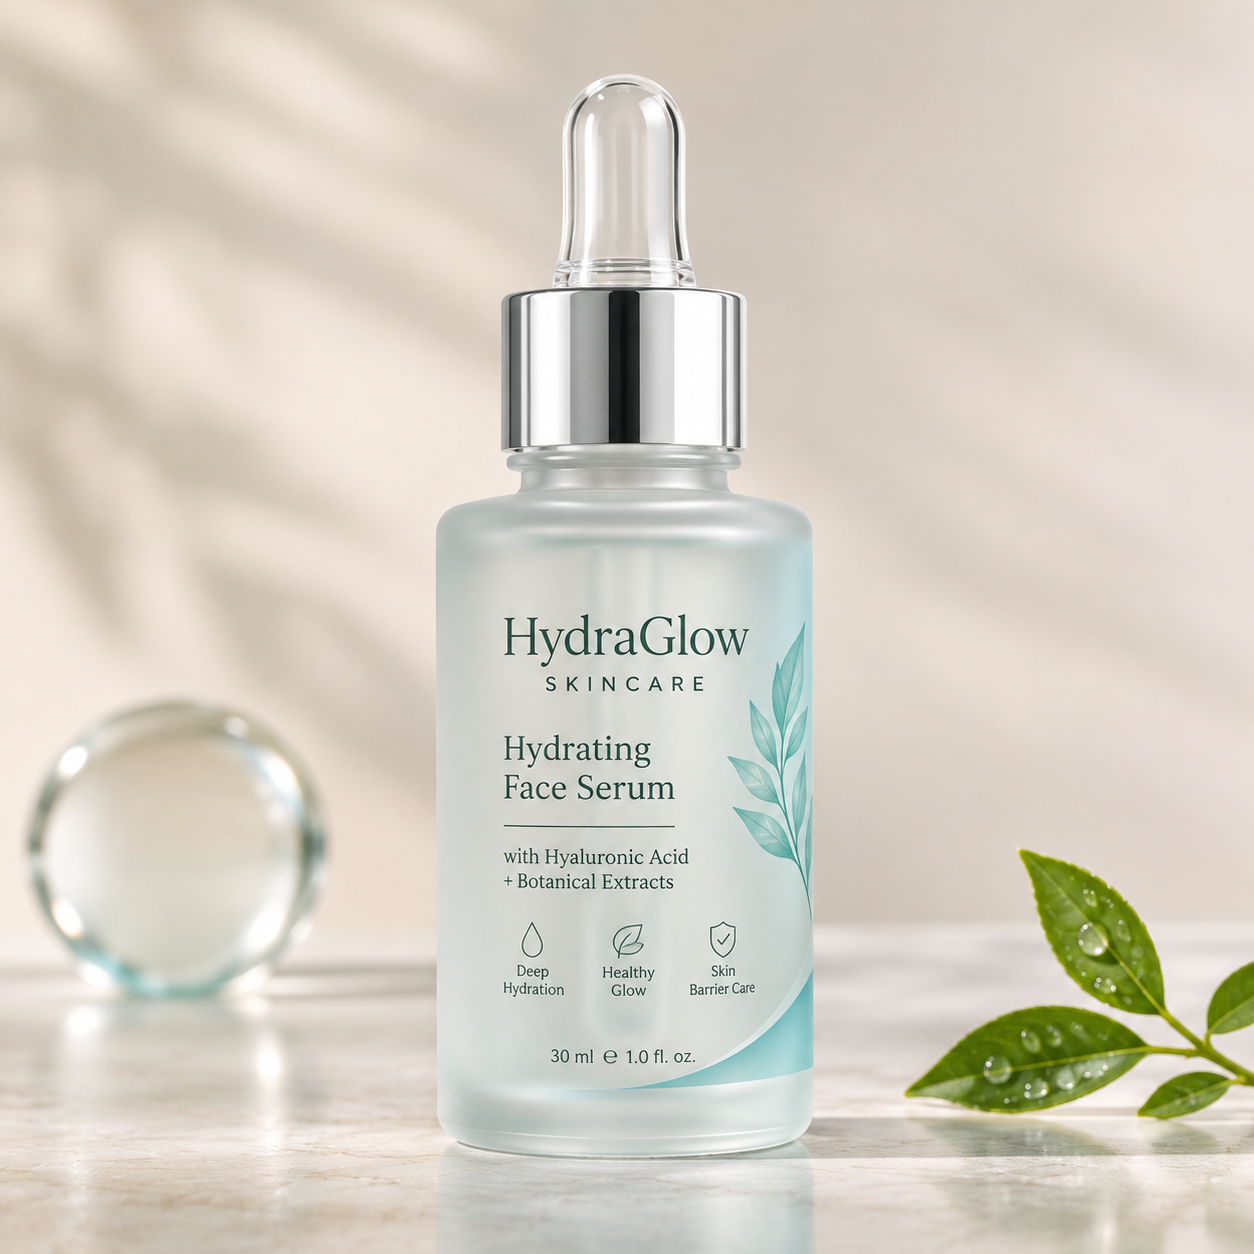 HydraGlow
SKINCARE
Hydrating
Face Serum
with Hyaluronic Acid
+ Botanical Extracts
Deep
Hydration
Healthy
Glow
Skin
Barrier Care
30 ml ℮ 1.0 fl. oz.